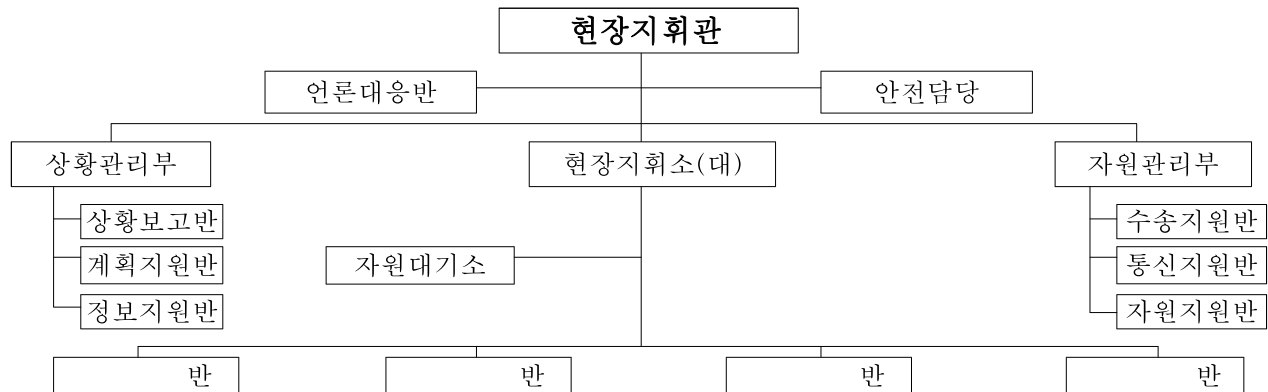 현장지휘관
언론대응반
안전담당
상황관리부
현장지휘소(대)
자원관리부
상황보고반
계획지원반
정보지원반
자원대기소
수송지원반
통신지원반
자원지원반
반
반
반
반